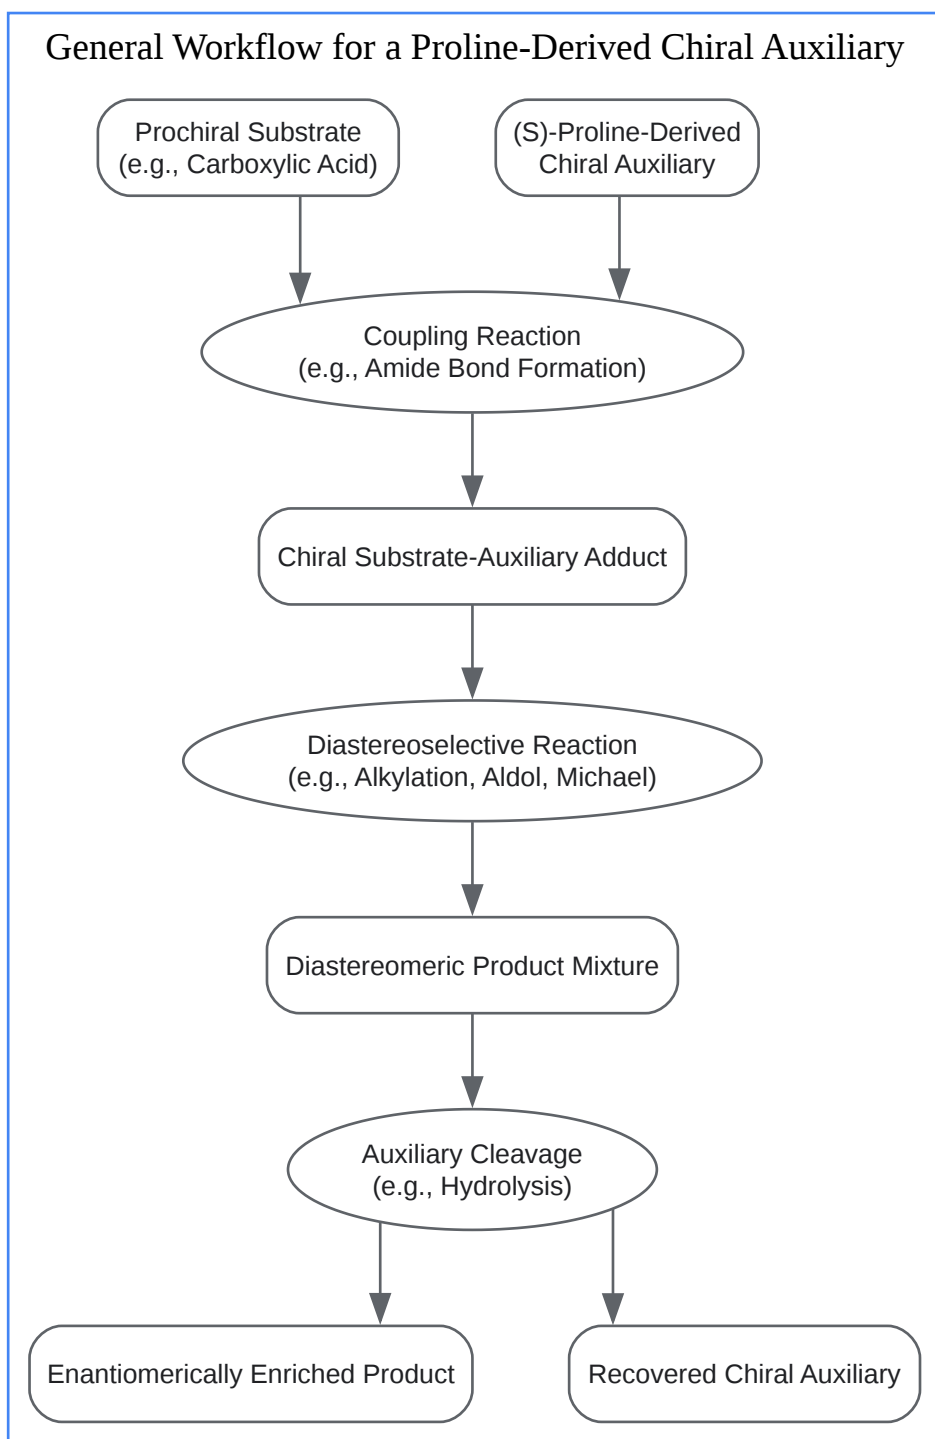 General Workflow for a Proline-Derived Chiral Auxiliary
Prochiral Substrate
(e.g., Carboxylic Acid)
(S)-Proline-Derived
Chiral Auxiliary
Coupling Reaction
(e.g., Amide Bond Formation)
Chiral Substrate-Auxiliary Adduct
Diastereoselective Reaction
(e.g., Alkylation, Aldol, Michael)
Diastereomeric Product Mixture
Auxiliary Cleavage
(e.g., Hydrolysis)
Enantiomerically Enriched Product
Recovered Chiral Auxiliary